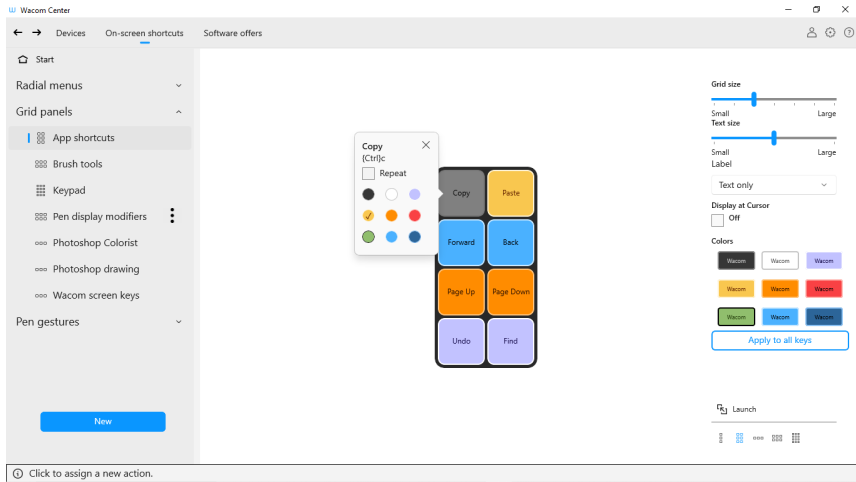 Wacom Center
Devices On-screen shortcuts Software offers
Start
Radial menus
Grid panels
App shortcuts
Brush tools
Keypad
Pen display modifiers
Photoshop Colorist
Photoshop drawing
Wacom screen keys
Pen gestures
New
Copy
{Ctrl}c
Repeat
Copy Paste
Forward Back
Page Up Page Down
Undo Find
Grid size
Small Large
Text size
Small Large
Label
Text only
Display at Cursor
Off
Colors
Wacom Wacom Wacom
Wacom Wacom Wacom
Wacom Wacom Wacom
Apply to all keys
Launch
Click to assign a new action.